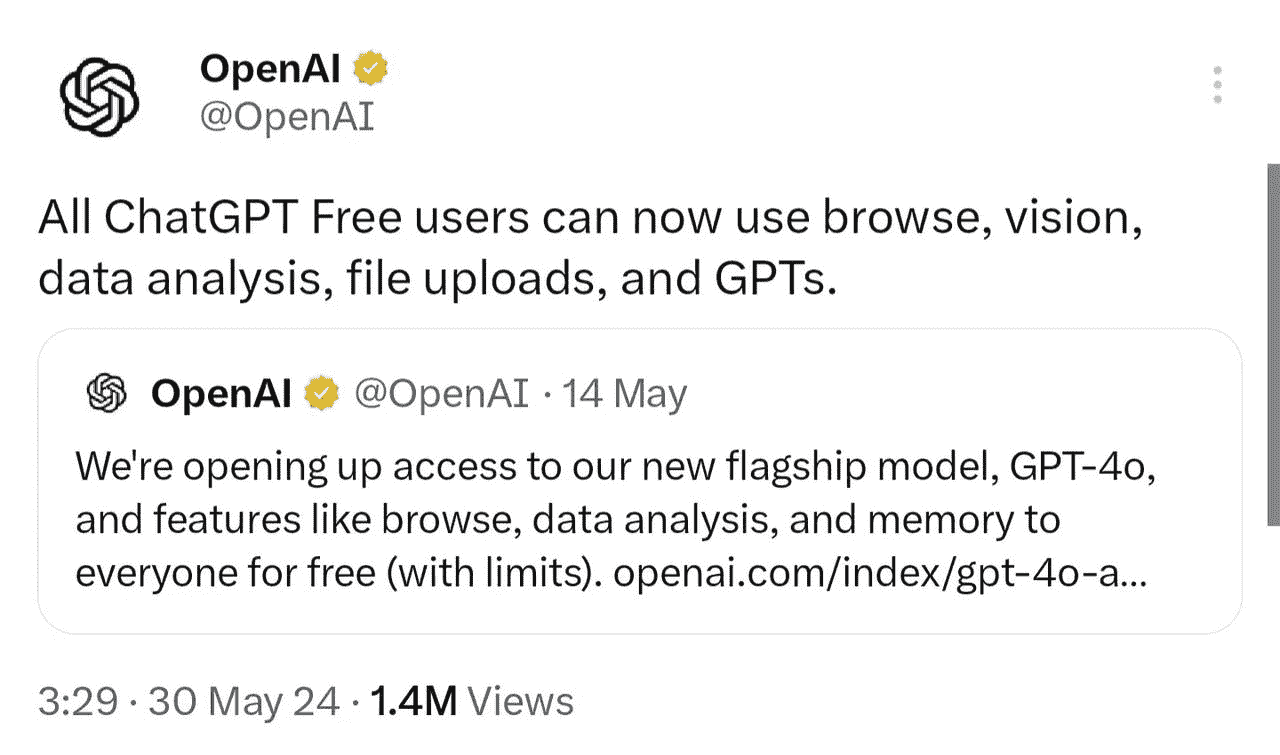 OpenAI
@OpenAI
All ChatGPT Free users can now use browse, vision,
data analysis, file uploads, and GPTs.
OpenAI @OpenAI · 14 May
We're opening up access to our new flagship model, GPT-4o,
and features like browse, data analysis, and memory to
everyone for free (with limits). openai.com/index/gpt-4o-a...
3:29 · 30 May 24 · 1.4M Views